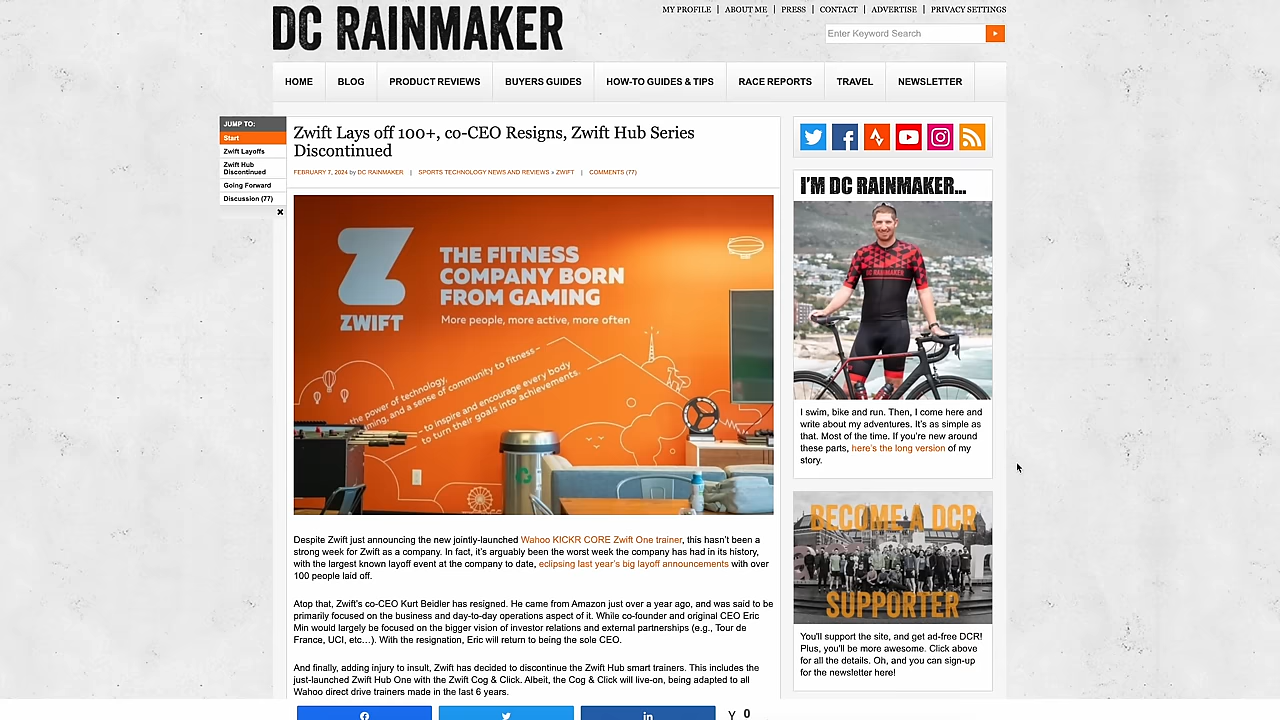 DC RAINMAKER
MY PROFILE | ABOUT ME | PRESS | CONTACT | ADVERTISE | PRIVACY SETTINGS
Enter Keyword Search
HOME
BLOG
PRODUCT REVIEWS
BUYERS GUIDES
HOW-TO GUIDES & TIPS
RACE REPORTS
TRAVEL
NEWSLETTER
JUMP TO:
Start
Zwift Layoffs
Zwift Hub
Discontinued
Going Forward
Discussion (77)
Zwift Lays off 100+, co-CEO Resigns, Zwift Hub Series
Discontinued
FEBRUARY 7, 2024 by DC RAINMAKER | SPORTS TECHNOLOGY NEWS AND REVIEWS » ZWIFT | COMMENTS (77)
ZWIFT
THE FITNESS
COMPANY BORN
FROM GAMING
More people, more active, more often
the power of technology,
and a sense of community to fitness –
– to inspire and encourage every body
to turn their goals into achievements.
Despite Zwift just announcing the new jointly-launched Wahoo KICKR CORE Zwift One trainer, this hasn't been a
strong week for Zwift as a company. In fact, it's arguably been the worst week the company has had in its history,
with the largest known layoff event at the company to date, eclipsing last year's big layoff announcements with over
100 people laid off.
Atop that, Zwift's co-CEO Kurt Beidler has resigned. He came from Amazon just over a year ago, and was said to be
primarily focused on the business and day-to-day operations aspect of it. While co-founder and original CEO Eric
Min would largely be focused on the bigger vision of investor relations and external partnerships (e.g., Tour de
France, UCI, etc…). With the resignation, Eric will return to being the sole CEO.
And finally, adding injury to insult, Zwift has decided to discontinue the Zwift Hub smart trainers. This includes the
just-launched Zwift Hub One with the Zwift Cog & Click. Albeit, the Cog & Click will live-on, being adapted to all
Wahoo direct drive trainers made in the last 6 years.
0
I'M DC RAINMAKER...
DC RAINMAKER
I swim, bike and run. Then, I come here and
write about my adventures. It's as simple as
that. Most of the time. If you're new around
these parts, here's the long version of my
story.
BECOME A DCR
SUPPORTER
You'll support the site, and get ad-free DCR!
Plus, you'll be more awesome. Click above
for all the details. Oh, and you can sign-up
for the newsletter here!